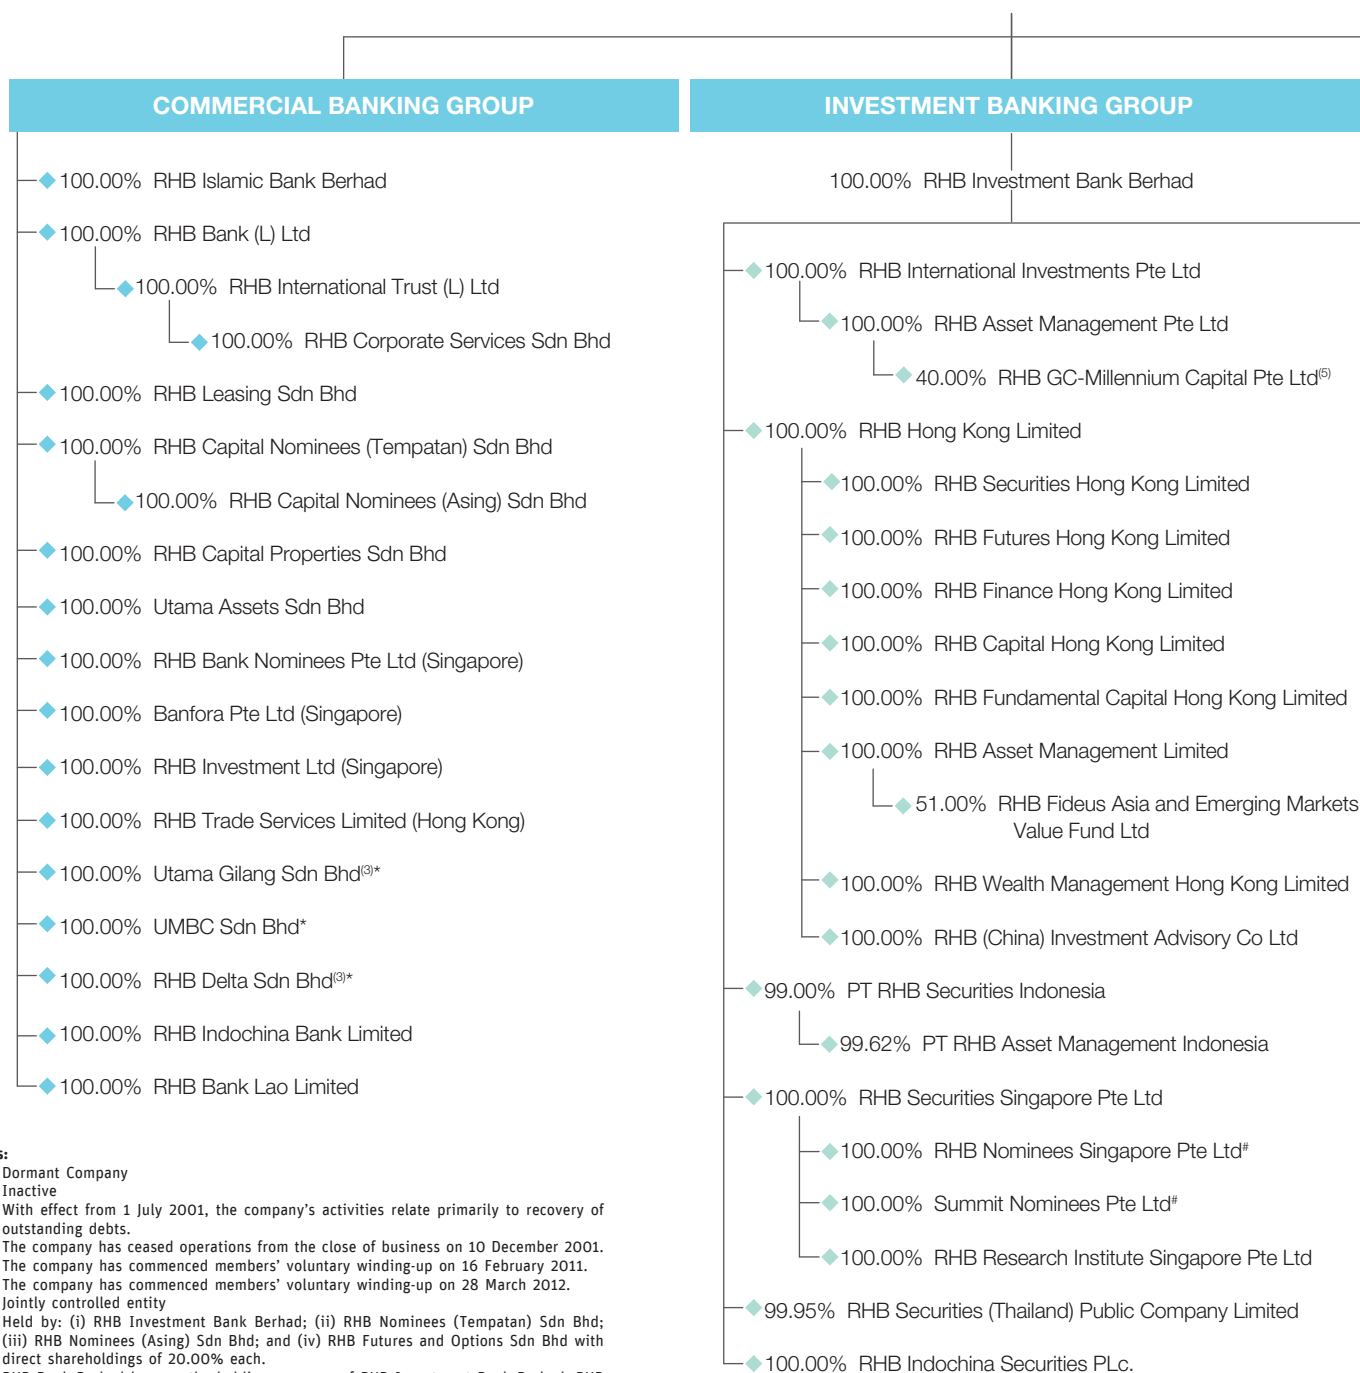 COMMERCIAL BANKING GROUP
100.00% RHB Islamic Bank Berhad
100.00% RHB Bank (L) Ltd
100.00% RHB International Trust (L) Ltd
100.00% RHB Corporate Services Sdn Bhd
100.00% RHB Leasing Sdn Bhd
100.00% RHB Capital Nominees (Tempatan) Sdn Bhd
100.00% RHB Capital Nominees (Asing) Sdn Bhd
100.00% RHB Capital Properties Sdn Bhd
100.00% Utama Assets Sdn Bhd
100.00% RHB Bank Nominees Pte Ltd (Singapore)
100.00% Banfora Pte Ltd (Singapore)
100.00% RHB Investment Ltd (Singapore)
100.00% RHB Trade Services Limited (Hong Kong)
100.00% Utama Gilang Sdn Bhd(3)*
100.00% UMBC Sdn Bhd*
100.00% RHB Delta Sdn Bhd(3)*
100.00% RHB Indochina Bank Limited
100.00% RHB Bank Lao Limited
s:
Dormant Company
Inactive
With effect from 1 July 2001, the company's activities relate primarily to recovery of
outstanding debts.
The company has ceased operations from the close of business on 10 December 2001.
The company has commenced members' voluntary winding-up on 16 February 2011.
The company has commenced members' voluntary winding-up on 28 March 2012.
Jointly controlled entity
Held by: (i) RHB Investment Bank Berhad; (ii) RHB Nominees (Tempatan) Sdn Bhd;
(iii) RHB Nominees (Asing) Sdn Bhd; and (iv) RHB Futures and Options Sdn Bhd with
direct shareholdings of 20.00% each.
INVESTMENT BANKING GROUP
100.00% RHB Investment Bank Berhad
100.00% RHB International Investments Pte Ltd
100.00% RHB Asset Management Pte Ltd
40.00% RHB GC-Millennium Capital Pte Ltd(5)
100.00% RHB Hong Kong Limited
100.00% RHB Securities Hong Kong Limited
100.00% RHB Futures Hong Kong Limited
100.00% RHB Finance Hong Kong Limited
100.00% RHB Capital Hong Kong Limited
100.00% RHB Fundamental Capital Hong Kong Limited
100.00% RHB Asset Management Limited
51.00% RHB Fideus Asia and Emerging Markets
Value Fund Ltd
100.00% RHB Wealth Management Hong Kong Limited
100.00% RHB (China) Investment Advisory Co Ltd
99.00% PT RHB Securities Indonesia
99.62% PT RHB Asset Management Indonesia
100.00% RHB Securities Singapore Pte Ltd
100.00% RHB Nominees Singapore Pte Ltd#
100.00% Summit Nominees Pte Ltd#
100.00% RHB Research Institute Singapore Pte Ltd
99.95% RHB Securities (Thailand) Public Company Limited
100.00% RHB Indochina Securities PLc.